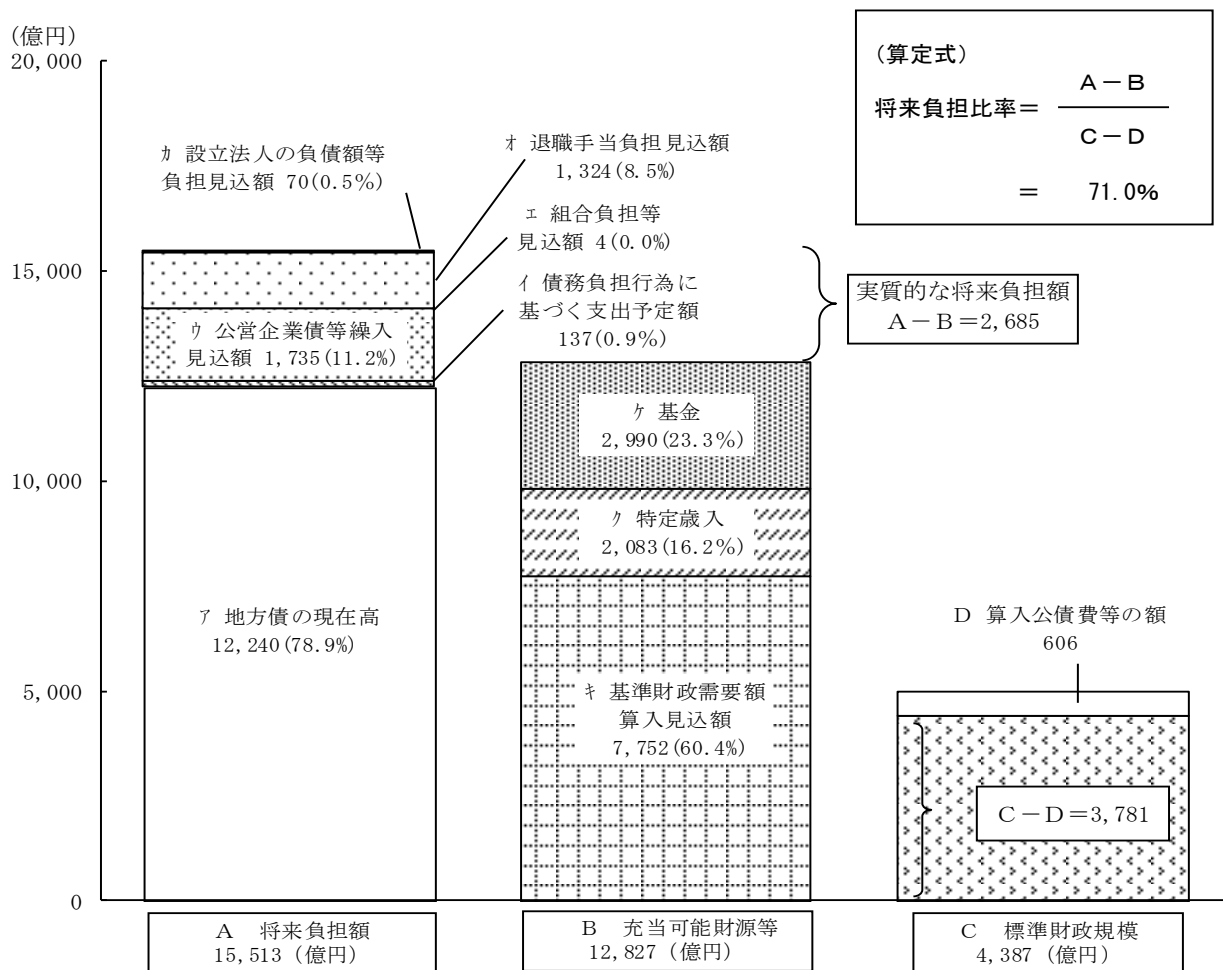 (億円)
20,000
15,000
10,000
5,000
0
(算定式)
将来負担比率＝ A－B
C－D
＝ 71.0%
ｶ 設立法人の負債額等
負担見込額 70(0.5%)
ｵ 退職手当負担見込額
1,324(8.5%)
ｴ 組合負担等
見込額 4(0.0%)
ｲ 債務負担行為に
基づく支出予定額
137(0.9%)
実質的な将来負担額
A－B＝2,685
ｳ 公営企業債等繰入
見込額 1,735(11.2%)
ｱ 地方債の現在高
12,240(78.9%)
ｹ 基金
2,990(23.3%)
ｸ 特定歳入
2,083(16.2%)
ｷ 基準財政需要額
算入見込額
7,752(60.4%)
D 算入公債費等の額
606
C－D＝3,781
A 将来負担額
15,513 (億円)
B 充当可能財源等
12,827 (億円)
C 標準財政規模
4,387 (億円)